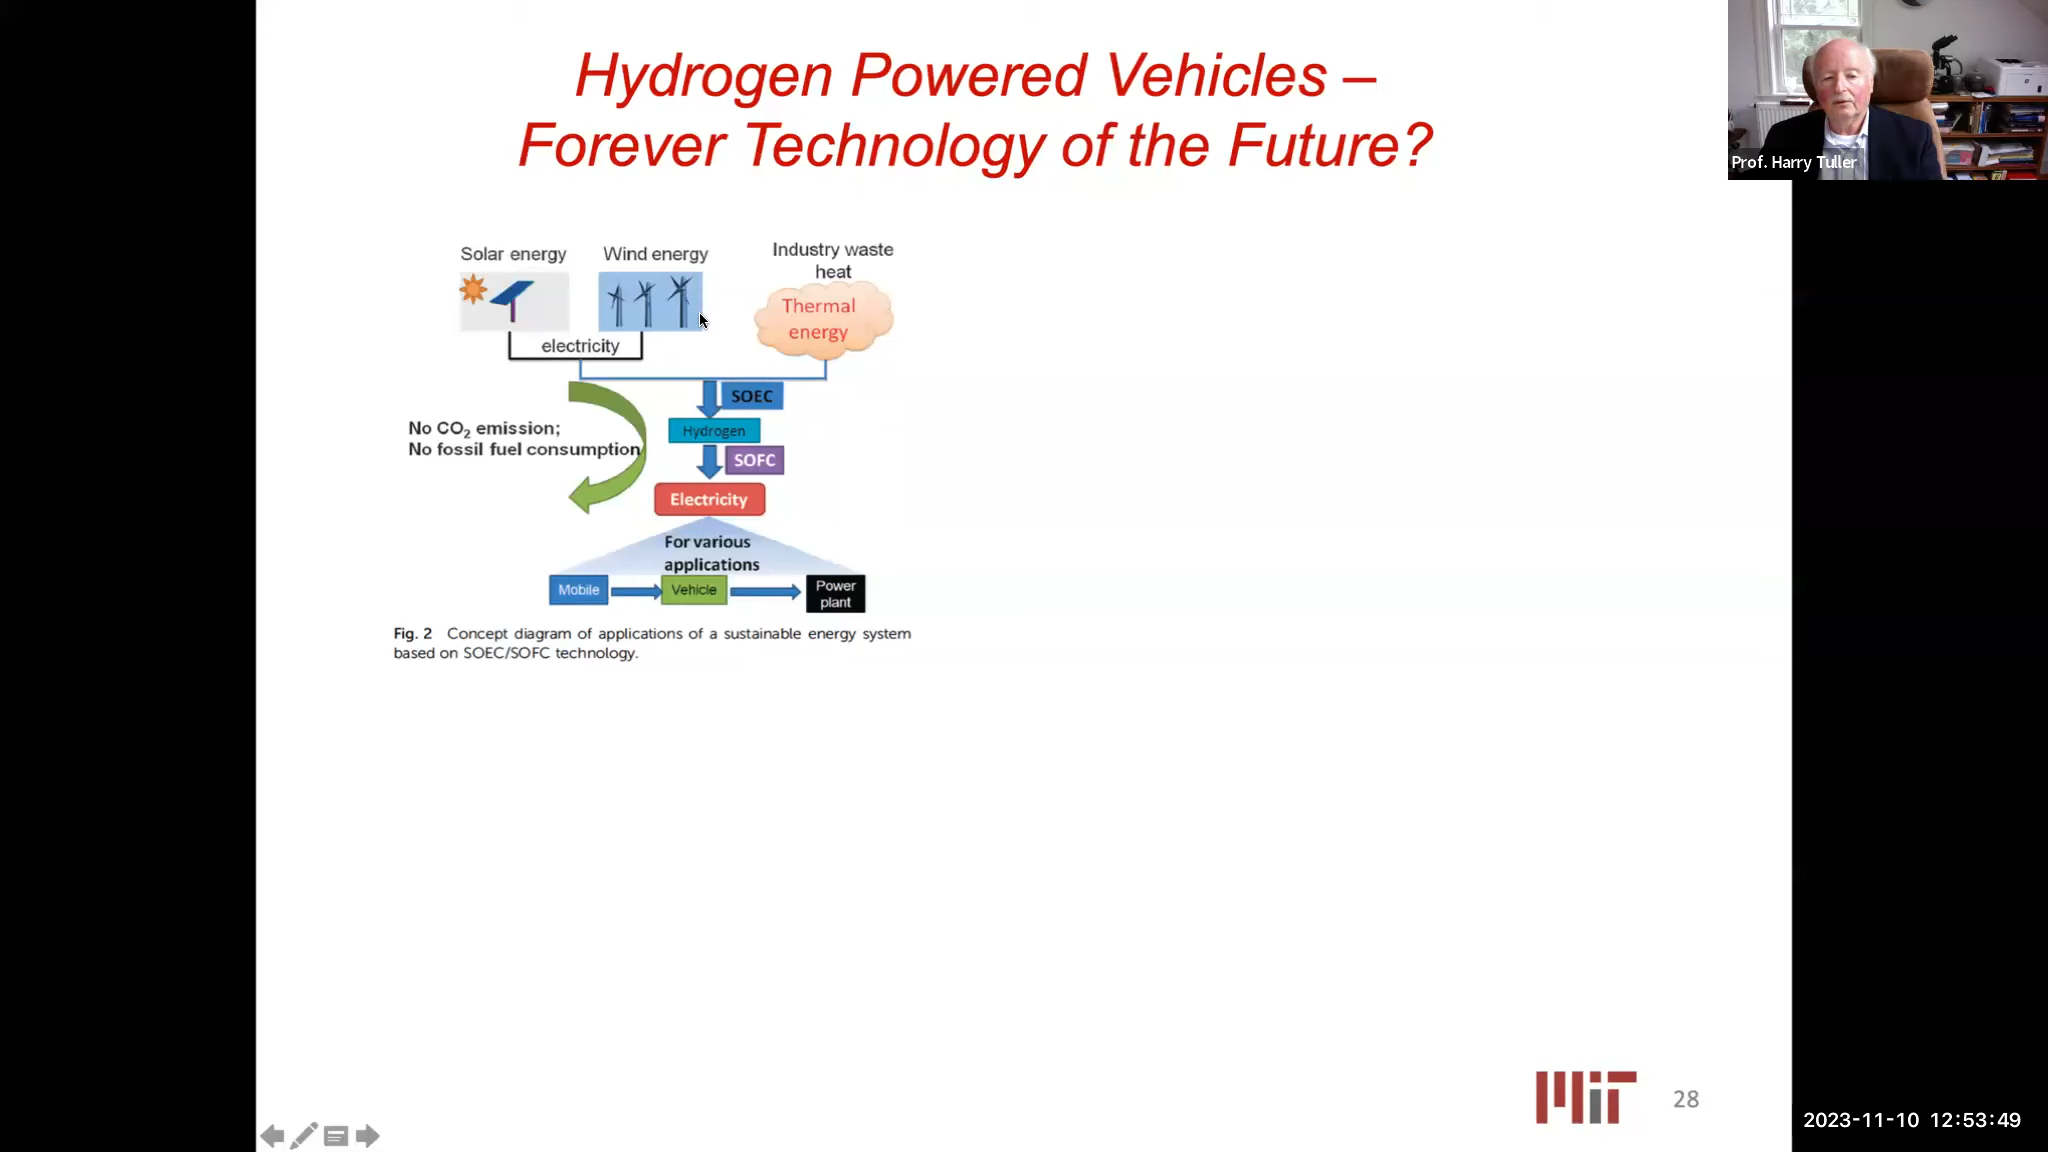 Hydrogen Powered Vehicles –
Forever Technology of the Future?
Prof. Harry Tuller
Solar energy
Wind energy
Industry waste
heat
Thermal
energy
electricity
SOEC
No CO₂ emission;
No fossil fuel consumption
Hydrogen
SOFC
Electricity
For various
applications
Mobile
Vehicle
Power
plant
Fig. 2 Concept diagram of applications of a sustainable energy system
based on SOEC/SOFC technology.
MIT
28
2023-11-10 12:53:49